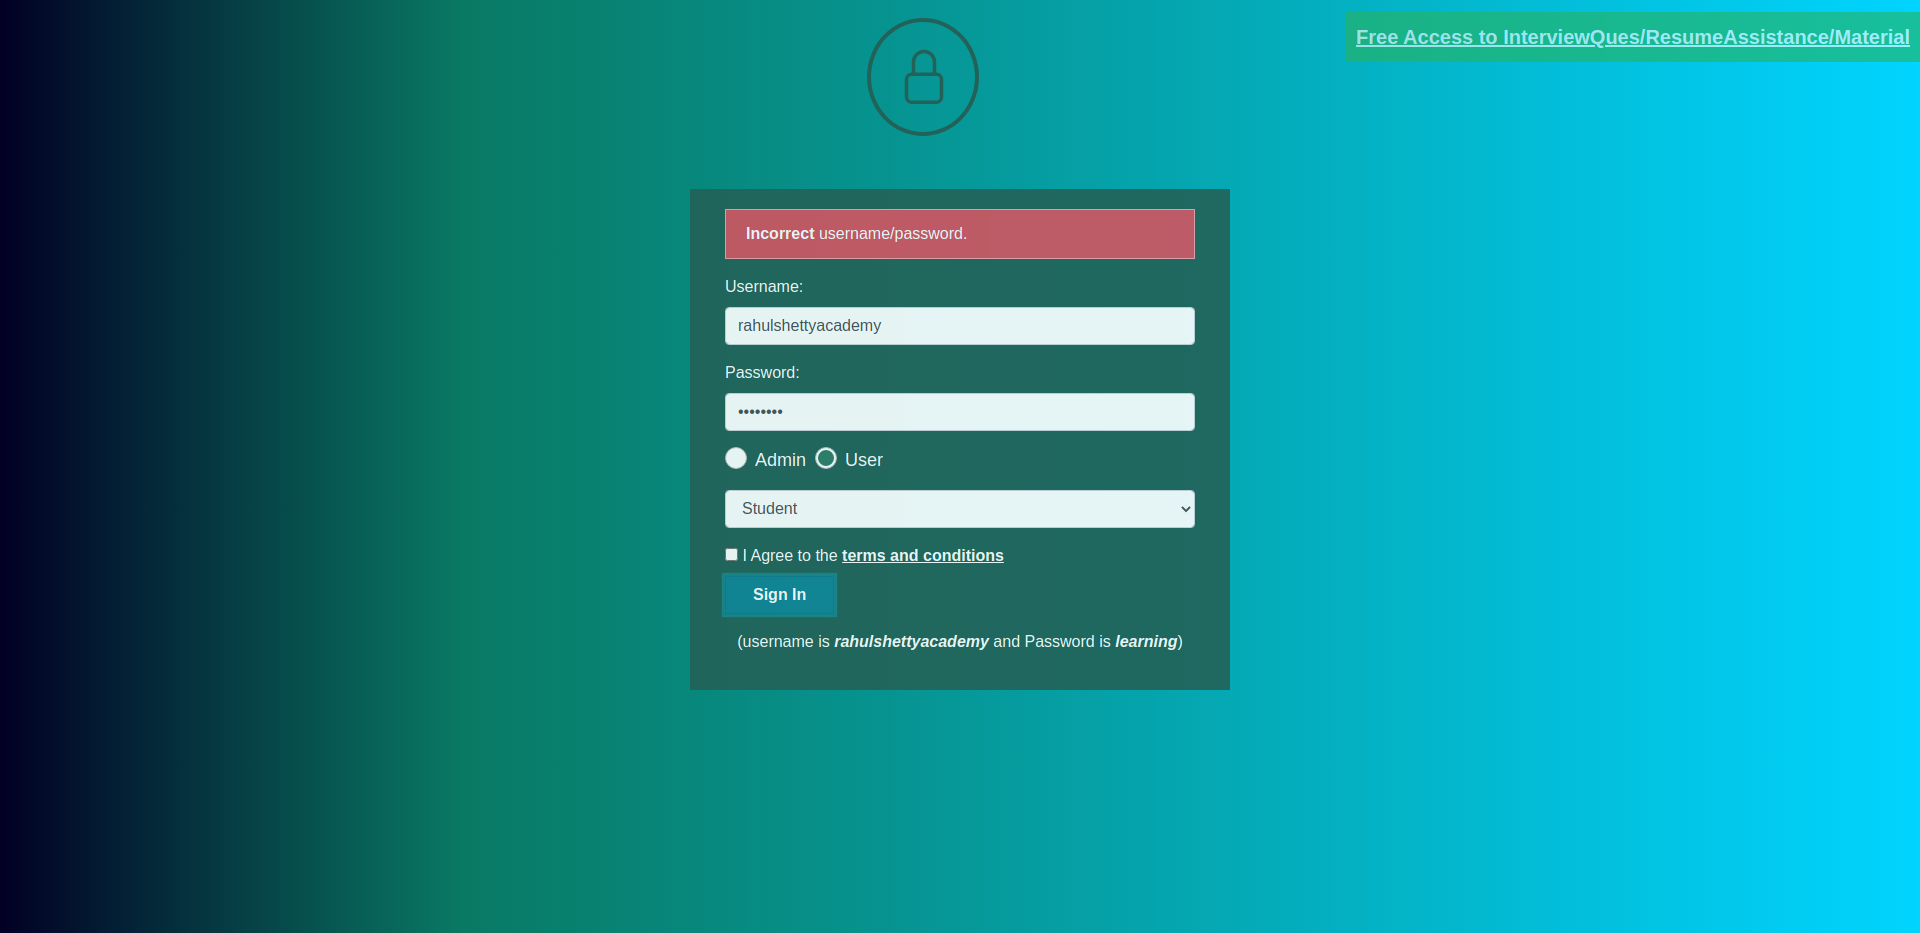 Free Access to InterviewQues/ResumeAssistance/Material
Incorrect username/password.
Username:
rahulshettyacademy
Password:
••••••••
Admin User
Student
I Agree to the terms and conditions
Sign In
(username is rahulshettyacademy and Password is learning)